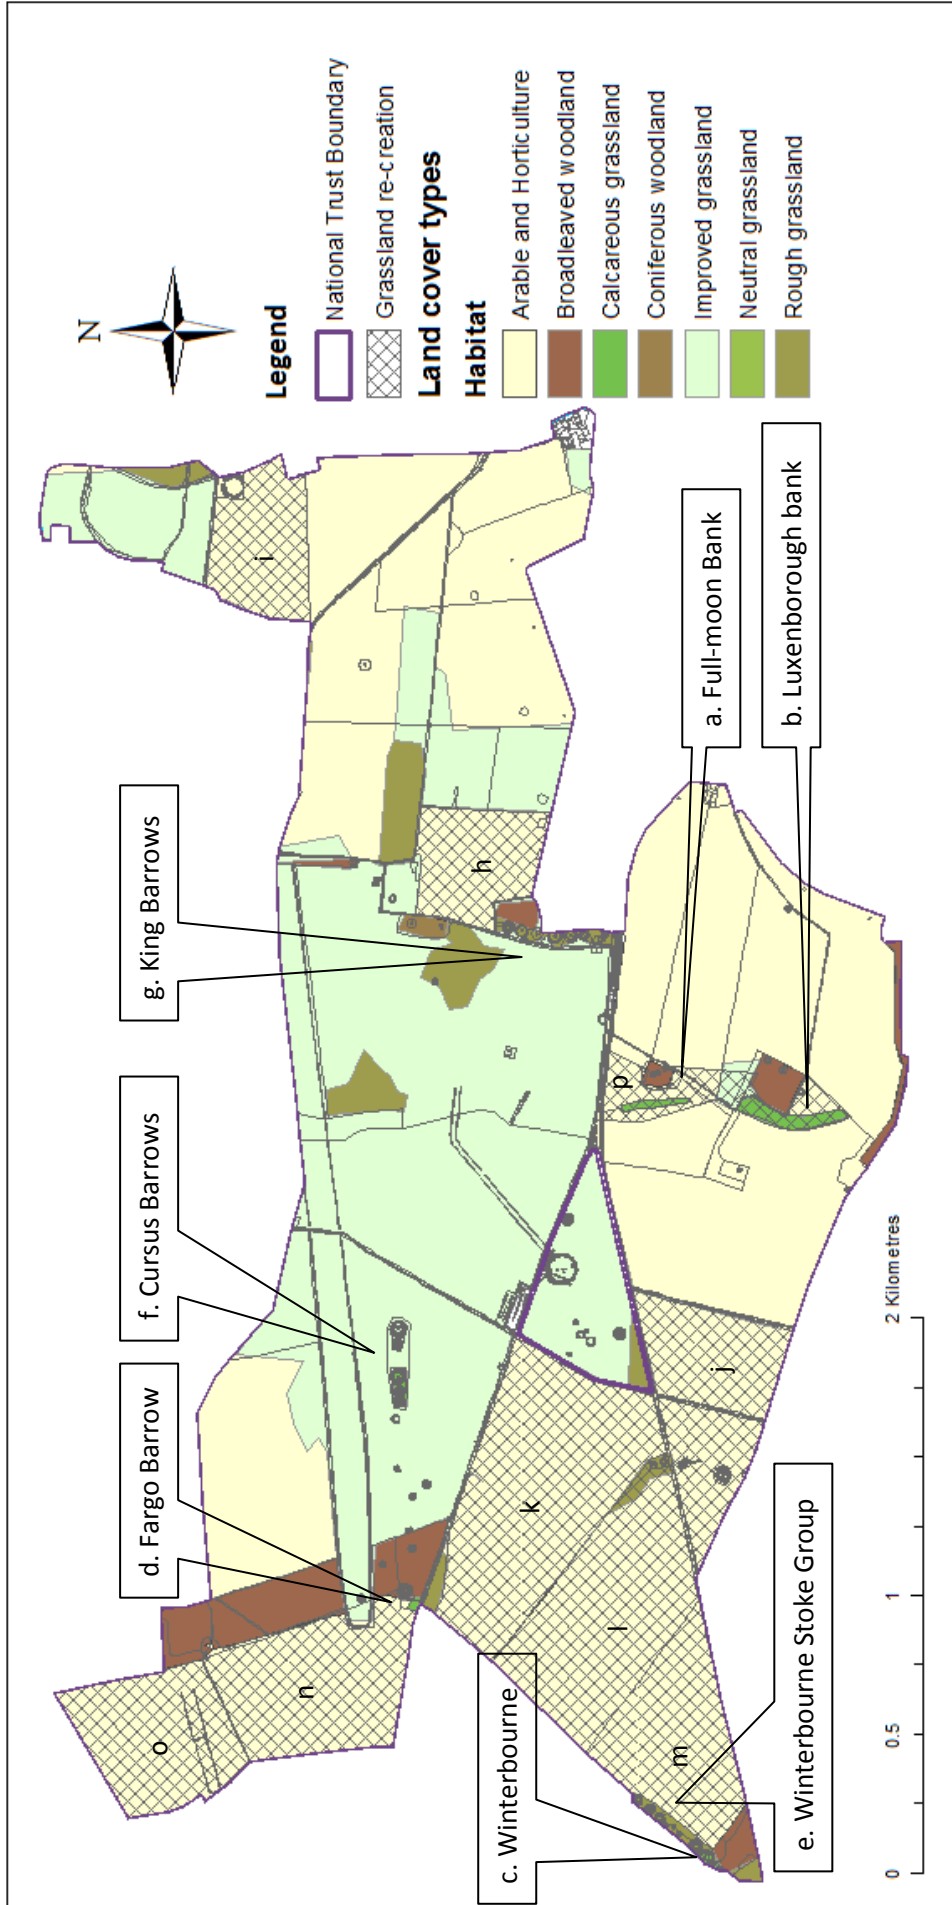 N
Legend
National Trust Boundary
Grassland re-creation
Land cover types
Habitat
Arable and Horticulture
Broadleaved woodland
Calcareous grassland
Coniferous woodland
Improved grassland
Neutral grassland
Rough grassland
d. Fargo Barrow
f. Cursus Barrows
g. King Barrows
c. Winterbourne
e. Winterbourne Stoke Group
a. Full-moon Bank
b. Luxenborough bank
o
n
m
l
k
j
p
h
i
0
0.5
1
2 Kilometres